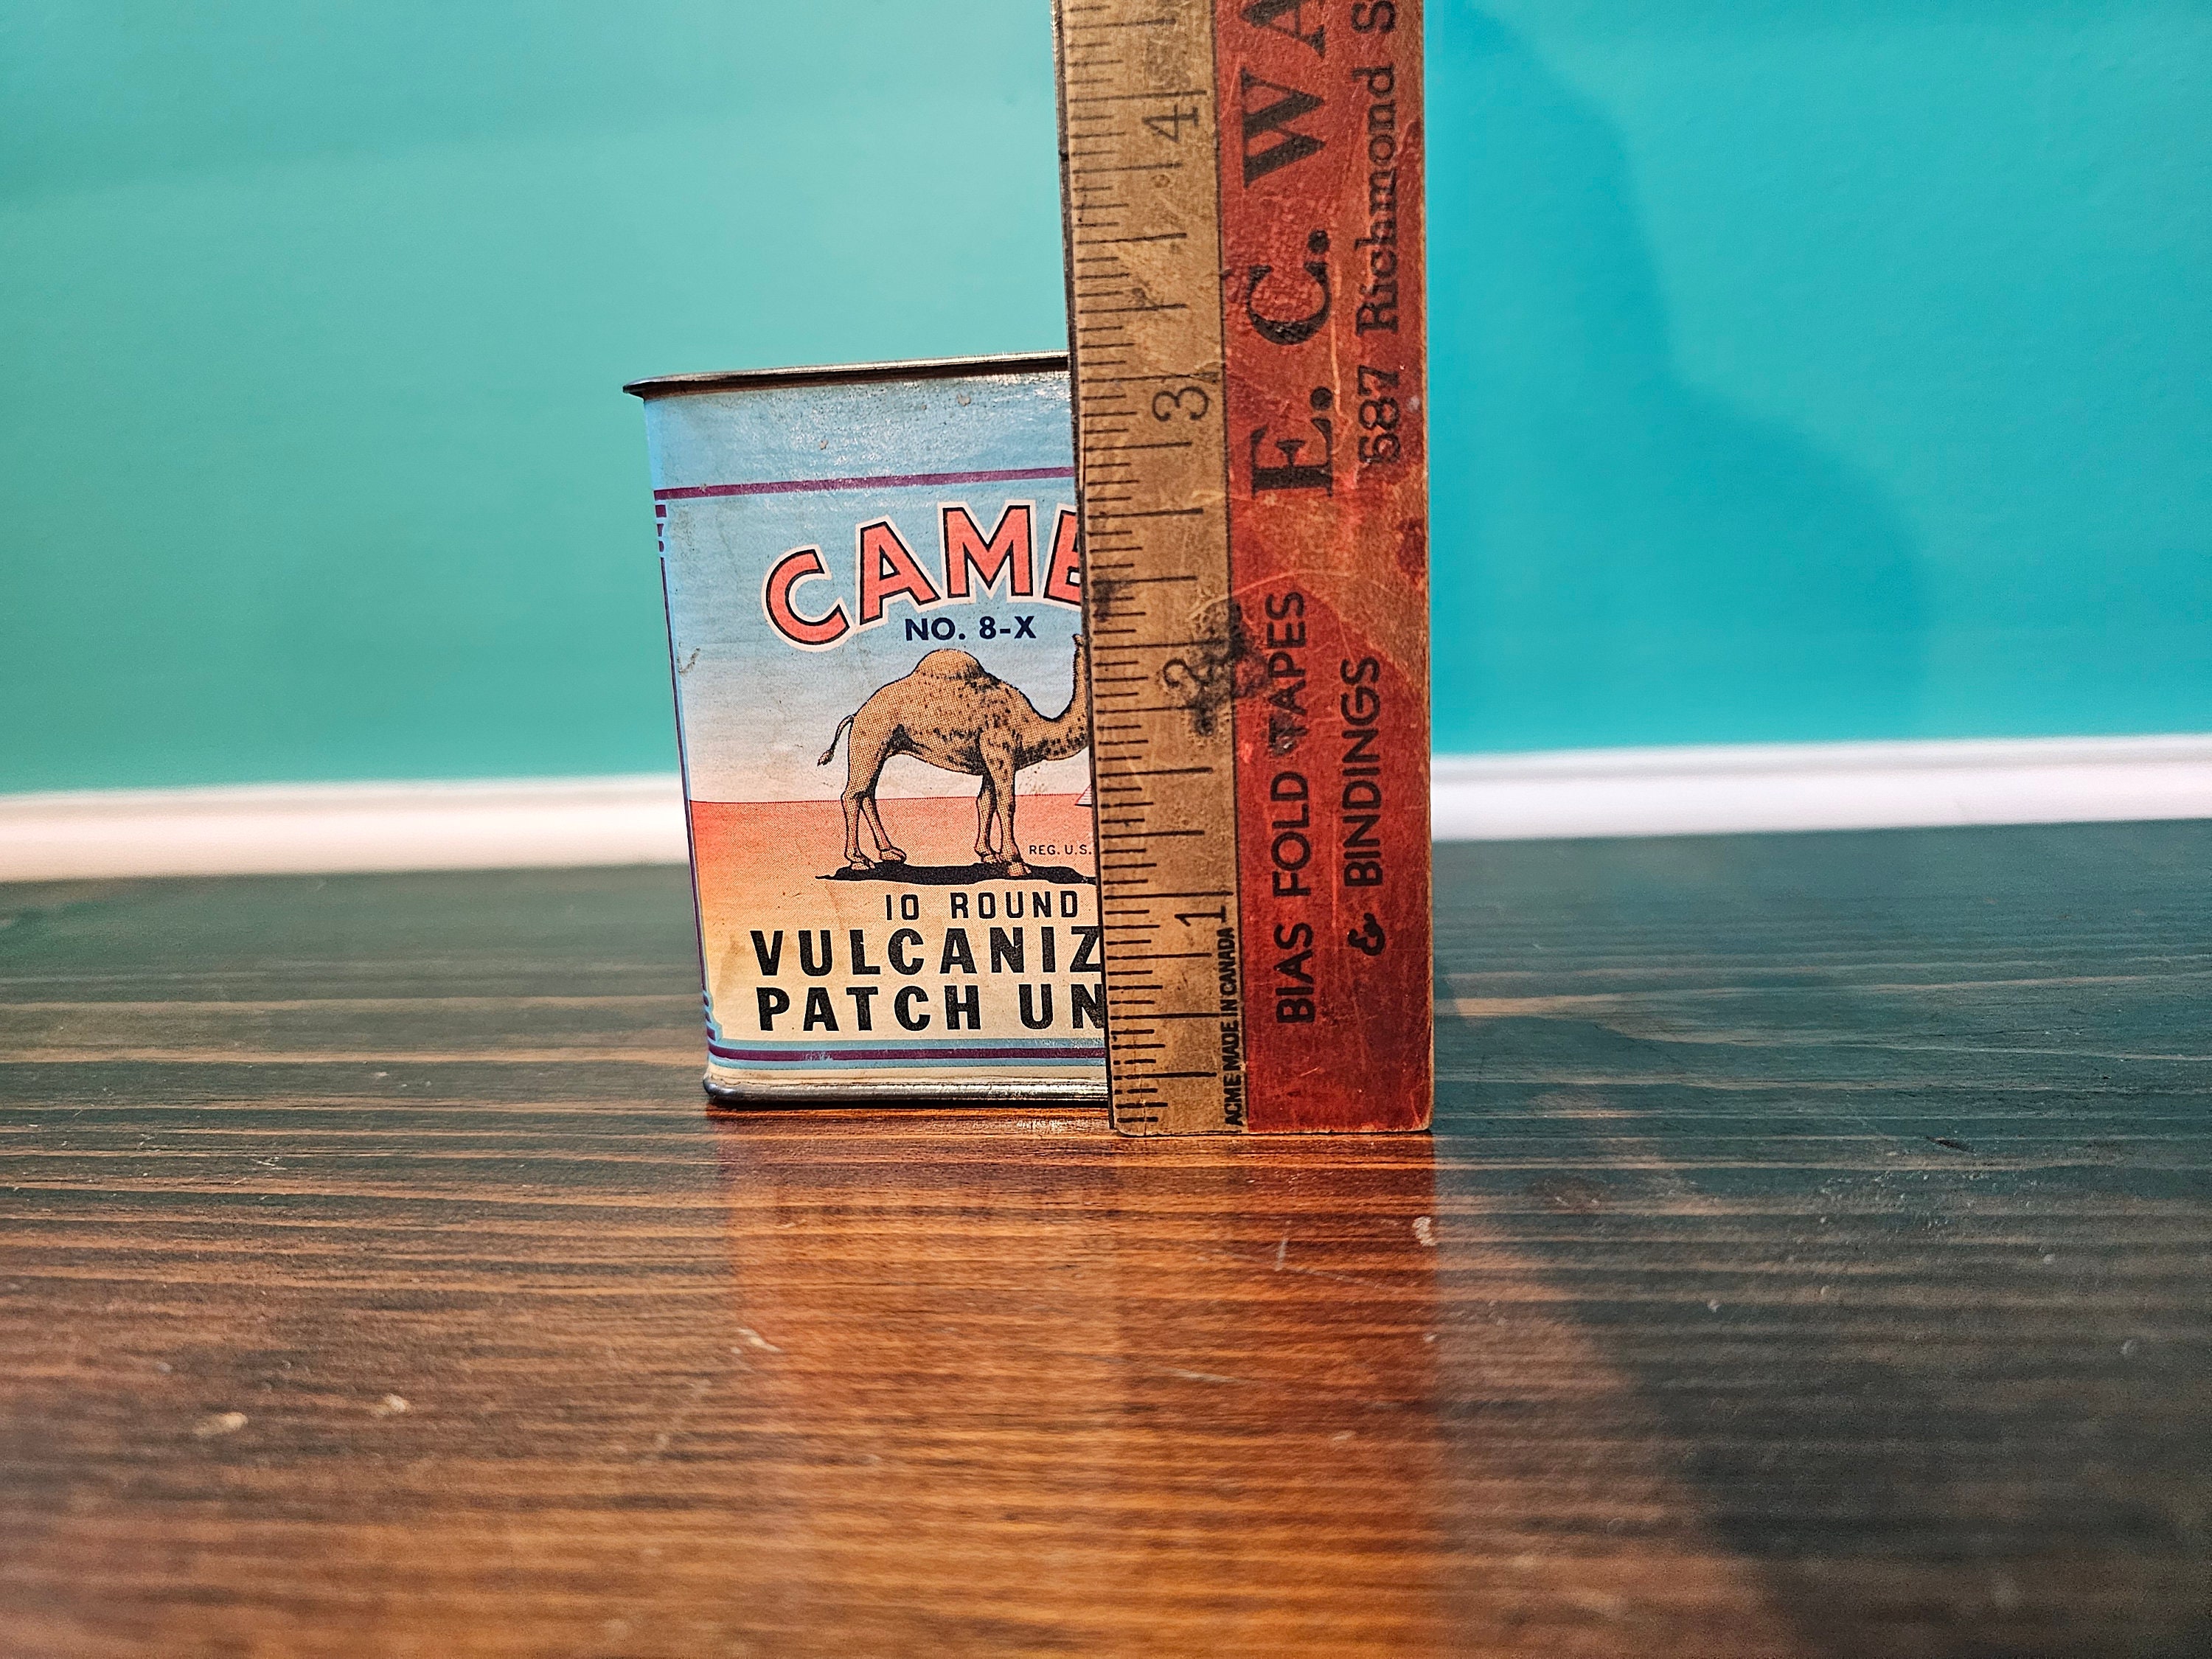 CAME
NO. 8-X
REG. U.S.
10 ROUND
VULCANIZ
PATCH UN
4
3
2
1
ACME MADE IN CANADA
E. C. WA
587 Richmond S
BIAS FOLD TAPES
& BINDINGS